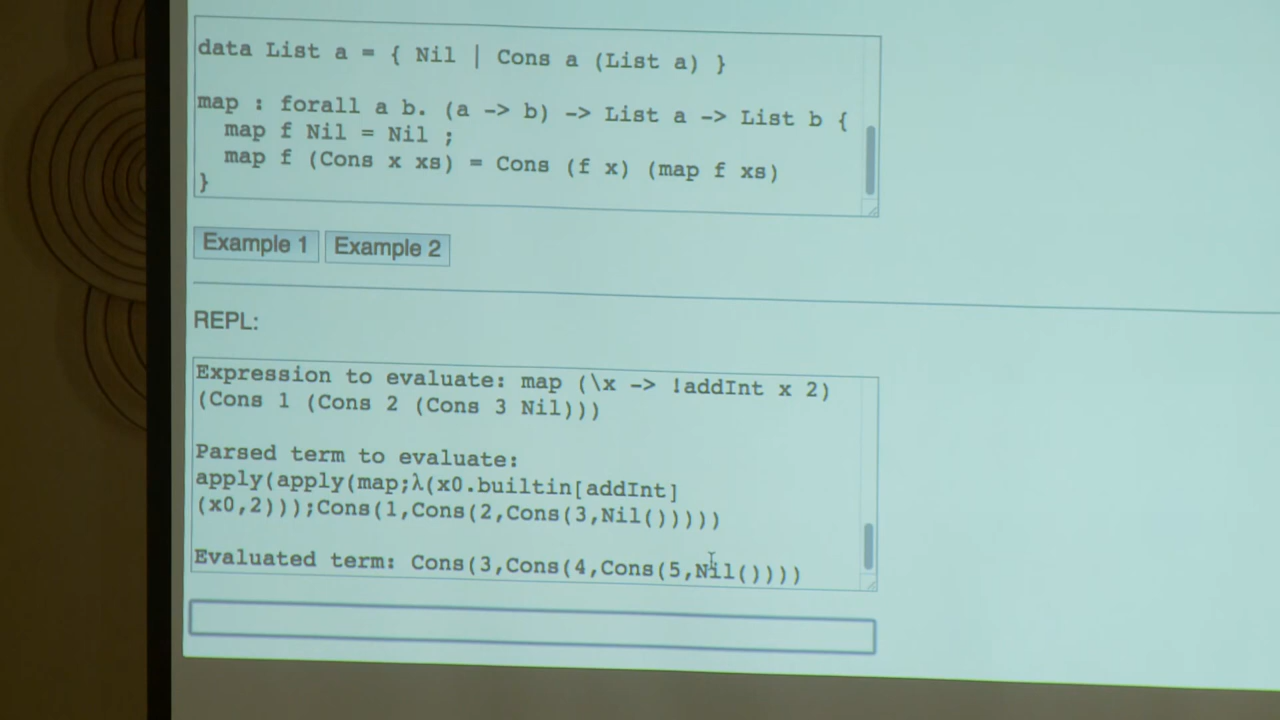 data List a = { Nil | Cons a (List a) }
map : forall a b. (a -> b) -> List a -> List b {
map f Nil = Nil ;
map f (Cons x xs) = Cons (f x) (map f xs)
}
Example 1 Example 2
REPL:
Expression to evaluate: map (\x -> !addInt x 2)
(Cons 1 (Cons 2 (Cons 3 Nil)))
Parsed term to evaluate:
apply(apply(map;λ(x0.builtin[addInt]
(x0,2)));Cons(1,Cons(2,Cons(3,Nil()))))
Evaluated term: Cons(3,Cons(4,Cons(5,Nil())))